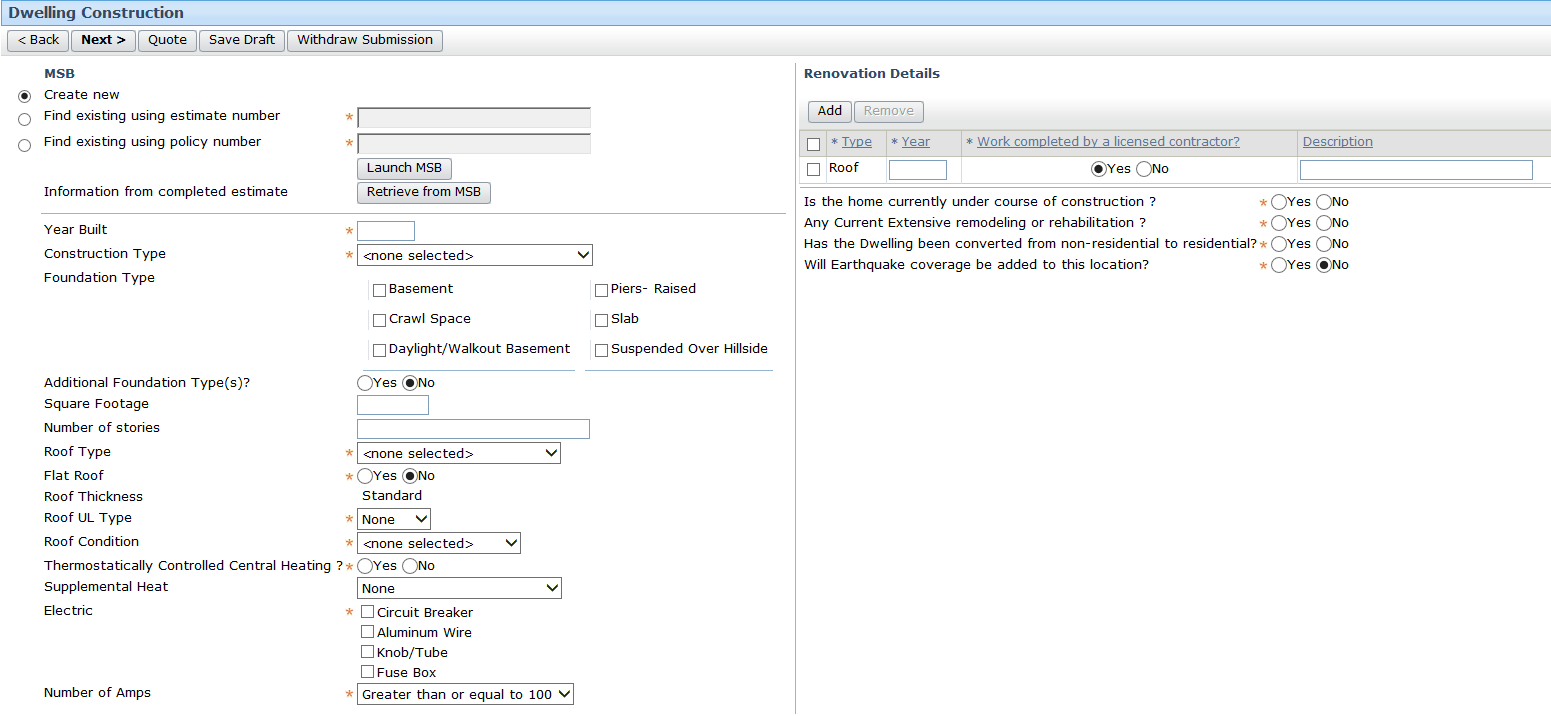 Dwelling Construction
< Back Next > Quote Save Draft Withdraw Submission
MSB
Create new
Find existing using estimate number *
Find existing using policy number *
Launch MSB
Information from completed estimate Retrieve from MSB
Year Built *
Construction Type * <none selected>
Foundation Type
Basement Piers- Raised
Crawl Space Slab
Daylight/Walkout Basement Suspended Over Hillside
Additional Foundation Type(s)? Yes No
Square Footage
Number of stories
Roof Type * <none selected>
Flat Roof * Yes No
Roof Thickness Standard
Roof UL Type * None
Roof Condition * <none selected>
Thermostatically Controlled Central Heating ? * Yes No
Supplemental Heat None
Electric * Circuit Breaker
Aluminum Wire
Knob/Tube
Fuse Box
Number of Amps * Greater than or equal to 100
Renovation Details
Add Remove
* Type * Year * Work completed by a licensed contractor? Description
Roof Yes No
Is the home currently under course of construction ? * Yes No
Any Current Extensive remodeling or rehabilitation ? * Yes No
Has the Dwelling been converted from non-residential to residential? * Yes No
Will Earthquake coverage be added to this location? * Yes No